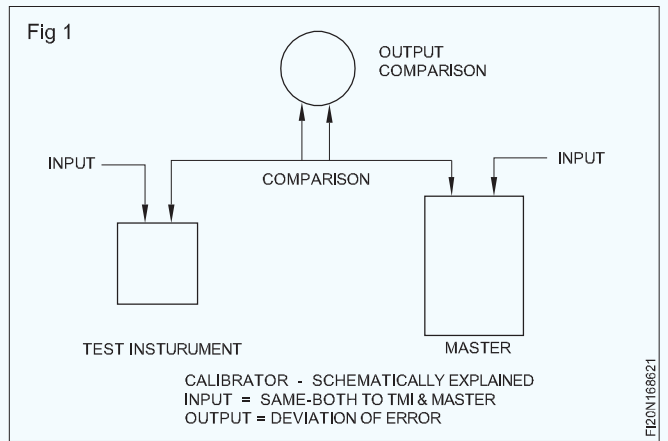 Fig 1
OUTPUT
COMPARISON
INPUT
INPUT
COMPARISON
TEST INSTURUMENT
MASTER
CALIBRATOR - SCHEMATICALLY EXPLAINED
INPUT = SAME-BOTH TO TMI & MASTER
OUTPUT = DEVIATION OF ERROR
FI20N168621